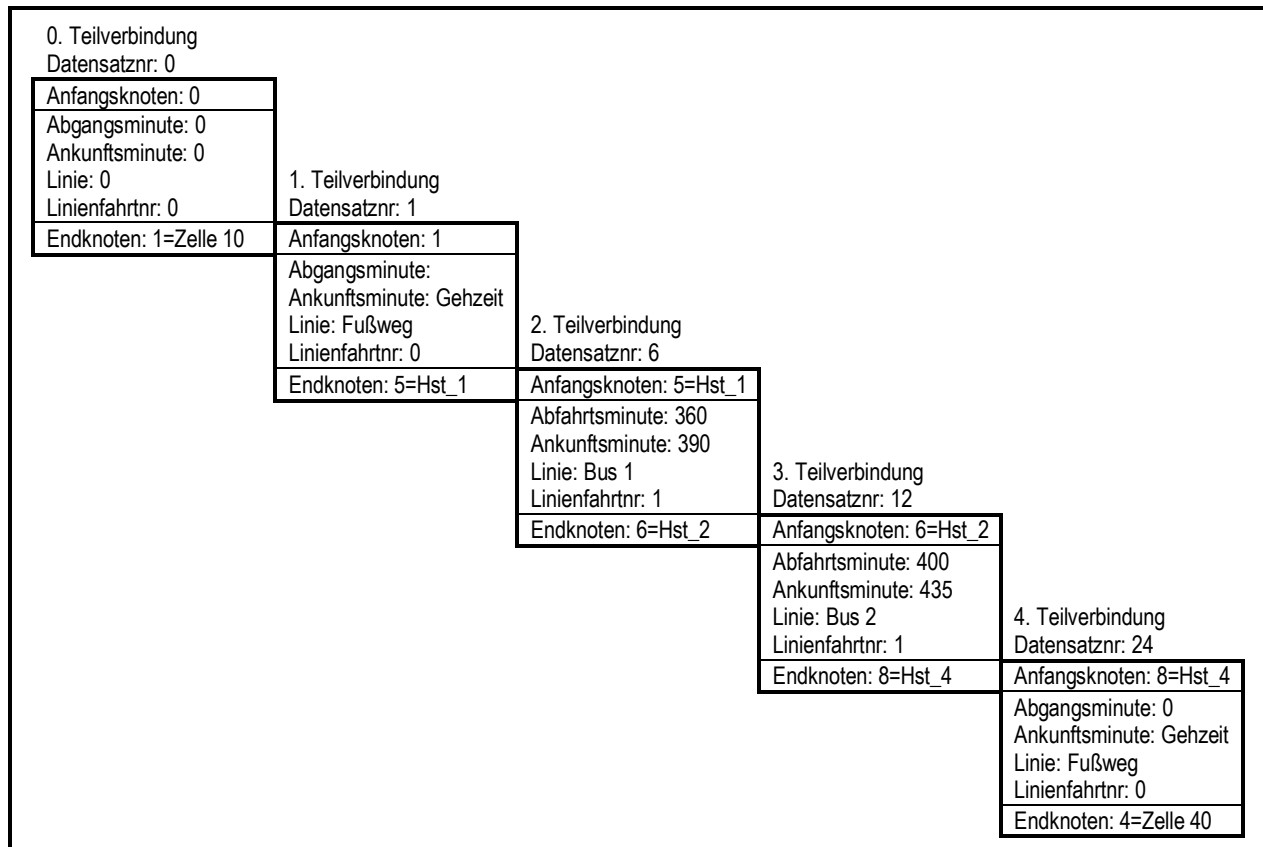 0. Teilverbindung
Datensatznr: 0
Anfangsknoten: 0
Abgangsminute: 0
Ankunftsminute: 0
Linie: 0
Linienfahrtnr: 0
Endknoten: 1=Zelle 10
1. Teilverbindung
Datensatznr: 1
Anfangsknoten: 1
Abgangsminute:
Ankunftsminute: Gehzeit
Linie: Fußweg
Linienfahrtnr: 0
Endknoten: 5=Hst_1
2. Teilverbindung
Datensatznr: 6
Anfangsknoten: 5=Hst_1
Abfahrtsminute: 360
Ankunftsminute: 390
Linie: Bus 1
Linienfahrtnr: 1
Endknoten: 6=Hst_2
3. Teilverbindung
Datensatznr: 12
Anfangsknoten: 6=Hst_2
Abfahrtsminute: 400
Ankunftsminute: 435
Linie: Bus 2
Linienfahrtnr: 1
Endknoten: 8=Hst_4
4. Teilverbindung
Datensatznr: 24
Anfangsknoten: 8=Hst_4
Abgangsminute: 0
Ankunftsminute: Gehzeit
Linie: Fußweg
Linienfahrtnr: 0
Endknoten: 4=Zelle 40